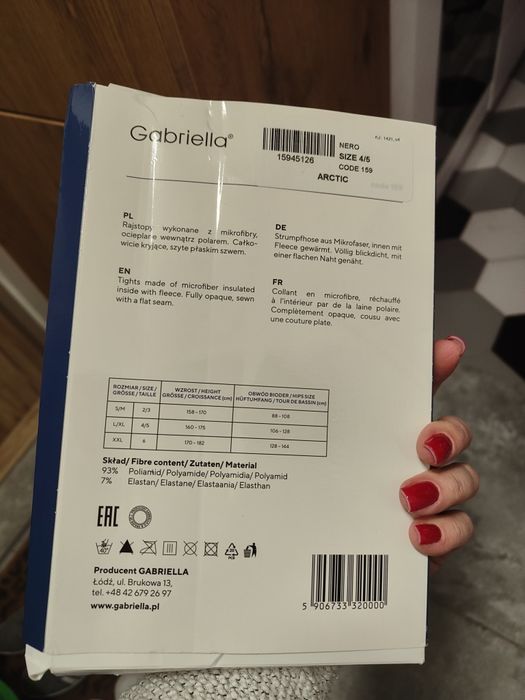 Gabriella®
15945126
NERO
SIZE 4/5
CODE 159
ARCTIC
PL
Rajstopy wykonane z mikrofibry,
ocieplane wewnątrz polarem. Całko-
wicie kryjące, szyte płaskim szwem.
DE
Strumpfhose aus Mikrofaser, innen mit
Fleece gewärmt. Völlig blickdicht, mit
einer flachen Naht genäht.
EN
Tights made of microfiber insulated
inside with fleece. Fully opaque, sewn
with a flat seam.
FR
Collant en microfibre, réchauffé
à l'intérieur par de la laine polaire.
Complètement opaque, cousu avec
une couture plate.
ROZMIAR / SIZE / GRÖSSE / TAILLE
WZROST / HEIGHT GRÖSSE / CROISSANCE (cm)
OBWÓD BIODER / HIPS SIZE HÜFTUMFANG / TOUR DE BASSIN (cm)
S/M 2/3 158-170 88-108
L/XL 4/5 160-175 106-128
XXL 6 170-182 128-144
Skład/ Fibre content/ Zutaten/ Material
93% Poliamid/ Polyamide/ Polyamidia/ Polyamid
7% Elastan/ Elastane/ Elastaania/ Elasthan
EAC
Producent GABRIELLA
Łódź, ul. Brukowa 13,
tel. +48 42 679 26 97
www.gabriella.pl
5 906733 320000